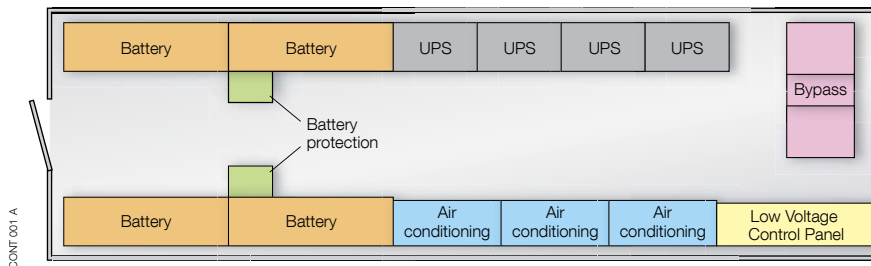 Battery
Battery
UPS
UPS
UPS
UPS
Bypass
Battery
protection
Battery
Battery
Air
conditioning
Air
conditioning
Air
conditioning
Low Voltage
Control Panel
CONT 001 A